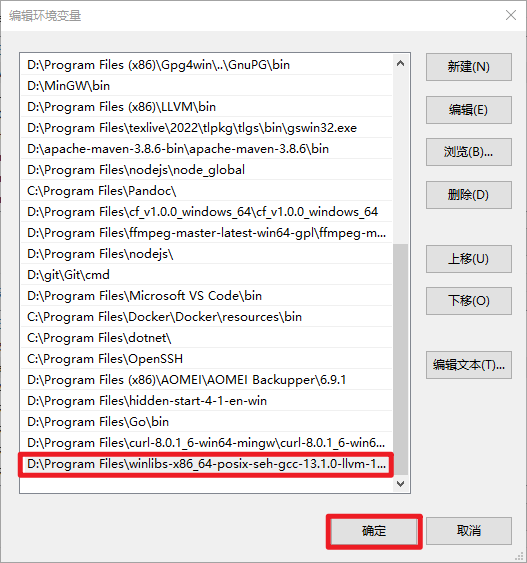 编辑环境变量
D:\Program Files (x86)\Gpg4win\..\GnuPG\bin
D:\MinGW\bin
D:\Program Files (x86)\LLVM\bin
D:\Program Files\texlive\2022\tlpkg\tlgs\bin\gswin32.exe
D:\apache-maven-3.8.6-bin\apache-maven-3.8.6\bin
D:\Program Files\nodejs\node_global
C:\Program Files\Pandoc\
D:\Program Files\cf_v1.0.0_windows_64\cf_v1.0.0_windows_64
D:\Program Files\ffmpeg-master-latest-win64-gpl\ffmpeg-m...
D:\Program Files\nodejs\
D:\git\Git\cmd
D:\Program Files\Microsoft VS Code\bin
C:\Program Files\Docker\Docker\resources\bin
C:\Program Files\dotnet\
C:\Program Files\OpenSSH
D:\Program Files (x86)\AOMEI\AOMEI Backupper\6.9.1
D:\Program Files\hidden-start-4-1-en-win
D:\Program Files\Go\bin
D:\Program Files\curl-8.0.1_6-win64-mingw\curl-8.0.1_6-win6...
D:\Program Files\winlibs-x86_64-posix-seh-gcc-13.1.0-llvm-1...
新建(N)
编辑(E)
浏览(B)...
删除(D)
上移(U)
下移(O)
编辑文本(T)...
确定
取消